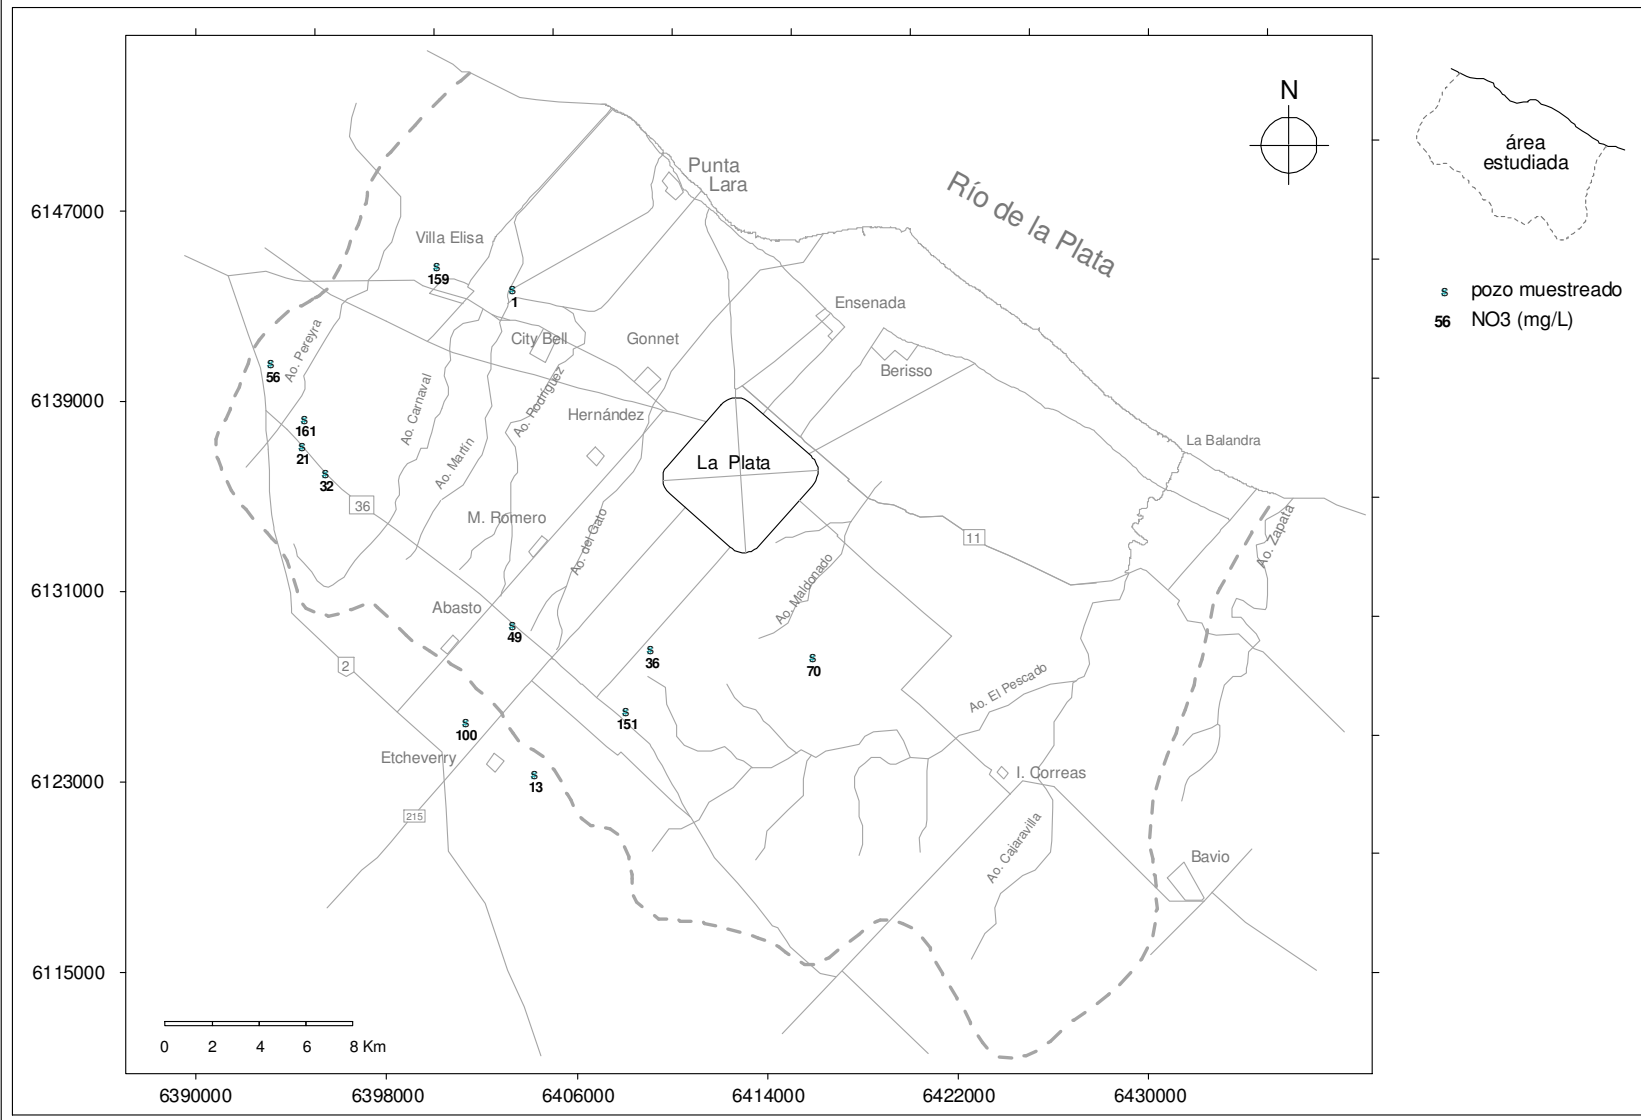 N
Punta
Lara
Río de la Plata
área
estudiada
6147000
Villa Elisa
s
159
s
1
s pozo muestreado
56 NO3 (mg/L)
Ensenada
City Bell
Gonnet
Ao. Pereyra
s
56
Berisso
6139000
Ao. Carnaval
Ao. Rodríguez
Hernández
s
161
s
21
Ao. Martín
La Plata
La Balandra
s
32
36
M. Romero
Ao. del Gato
11
Ao. Zapata
6131000
Ao. Maldonado
Abasto
s
49
s
36
s
70
2
Ao. El Pescado
s
151
s
100
Etcheverry
s
13
I. Correas
6123000
215
Ao. Cajaravilla
Bavio
6115000
0 2 4 6 8 Km
6390000 6398000 6406000 6414000 6422000 6430000